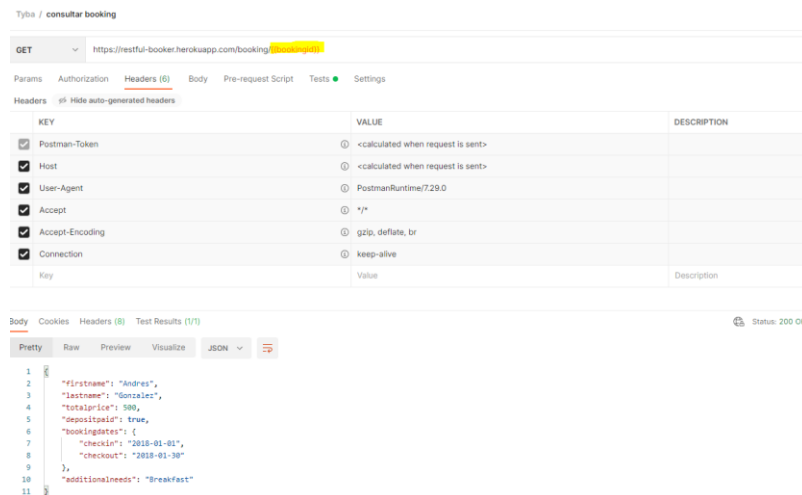 Tyba / consultar booking
GET https://restful-booker.herokuapp.com/booking/{{bookingId}}
Params Authorization Headers (6) Body Pre-request Script Tests Settings
Headers Hide auto-generated headers
KEY VALUE DESCRIPTION
Postman-Token <calculated when request is sent>
Host <calculated when request is sent>
User-Agent PostmanRuntime/7.29.0
Accept */*
Accept-Encoding gzip, deflate, br
Connection keep-alive
Key Value Description
Body Cookies Headers (8) Test Results (1/1) Status: 200 O
Pretty Raw Preview Visualize JSON
1 {
2 "firstname": "Andres",
3 "lastname": "Gonzalez",
4 "totalprice": 500,
5 "depositpaid": true,
6 "bookingdates": {
7 "checkin": "2018-01-01",
8 "checkout": "2018-01-30"
9 },
10 "additionalneeds": "Breakfast"
11 }